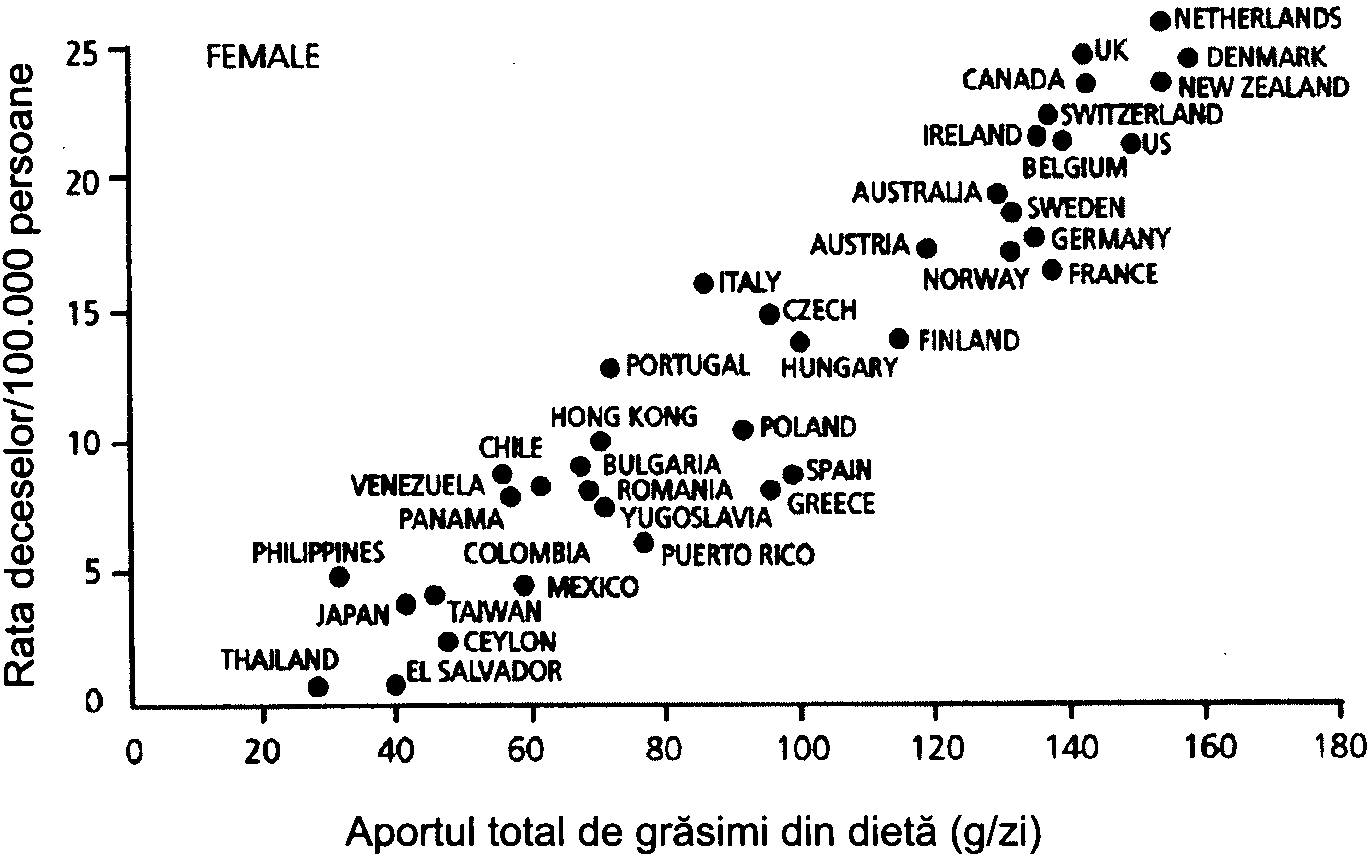 NETHERLANDS
25
FEMALE
UK
DENMARK
CANADA
NEW ZEALAND
SWITZERLAND
IRELAND
US
BELGIUM
20
AUSTRALIA
SWEDEN
AUSTRIA
GERMANY
NORWAY
FRANCE
ITALY
15
CZECH
FINLAND
PORTUGAL
HUNGARY
HONG KONG
10
POLAND
CHILE
BULGARIA
SPAIN
VENEZUELA
ROMANIA
GREECE
PANAMA
YUGOSLAVIA
PHILIPPINES
COLOMBIA
PUERTO RICO
5
MEXICO
JAPAN
TAIWAN
CEYLON
THAILAND
EL SALVADOR
0
0 20 40 60 80 100 120 140 160 180
Rata deceselor/100.000 persoane
Aportul total de grăsimi din dietă (g/zi)